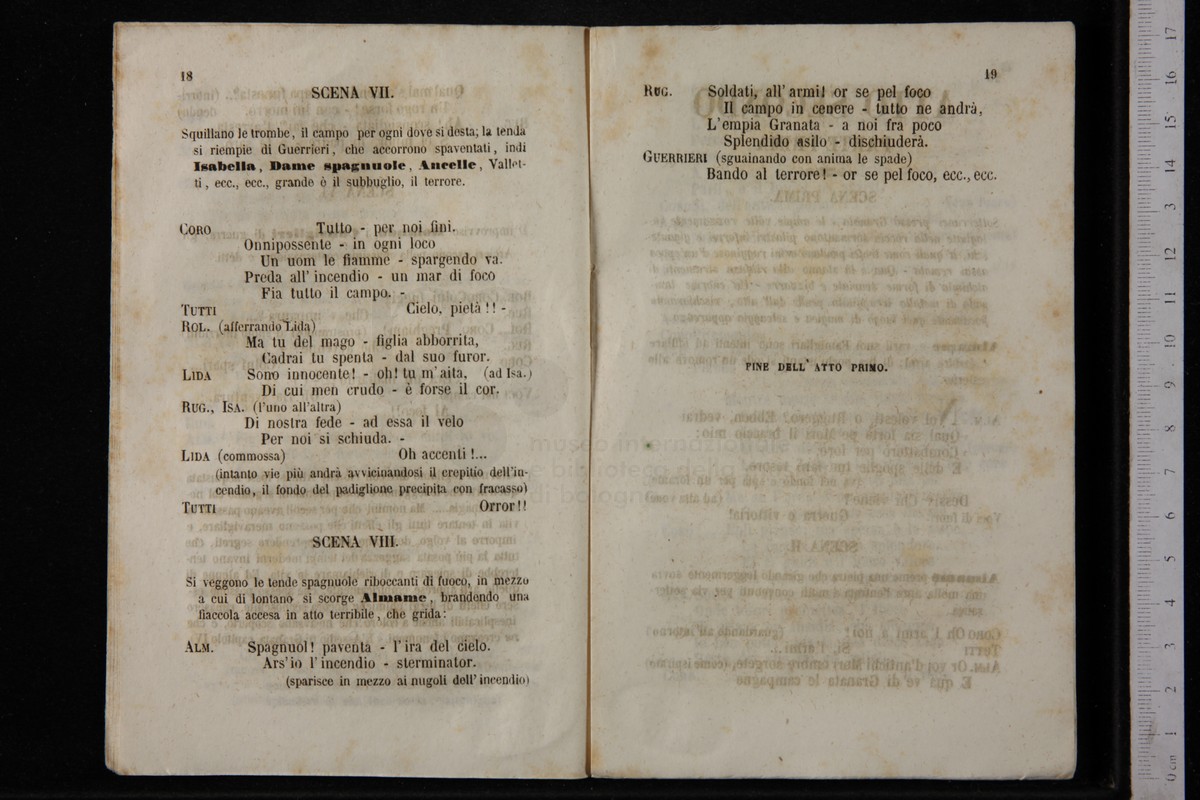 18
SCENA VII.
Squillano le trombe, il campo per ogni dove si desta; la tenda
si riempie di Guerrieri, che accorrono spaventati, indi
Isabella, Dame spagnuole, Ancelle, Vallet-
ti, ecc., ecc., grande è il subbuglio, il terrore.
CORO Tutto - per noi finì.
Onnipossente - in ogni loco
Un uom le fiamme - spargendo va.
Preda all' incendio - un mar di foco
Fia tutto il campo. -
TUTTI Cielo, pietà!! -
ROL. (afferrando Lida)
Ma tu del mago - figlia abborrita,
Cadrai tu spenta - dal suo furor.
LIDA Sono innocente! - oh! tu m'aita, (ad Isa.)
Di cui men crudo - è forse il cor.
RUG., ISA. (l'uno all'altra)
Di nostra fede - ad essa il velo
Per noi si schiuda. -
LIDA (commossa) Oh accenti!...
(intanto vie più andrà avvicinandosi il crepitio dell'in-
cendio, il fondo del padiglione precipita con fracasso)
TUTTI Orror!!
SCENA VIII.
Si veggono le tende spagnuole riboccanti di fuoco, in mezzo
a cui di lontano si scorge Almame, brandendo una
fiaccola accesa in atto terribile, che grida:
ALM. Spagnuol! paventa - l'ira del cielo.
Ars'io l'incendio - sterminator.
(sparisce in mezzo ai nugoli dell' incendio)
19
RUG. Soldati, all' armi! or se pel foco
Il campo in cenere - tutto ne andrà,
L'empia Granata - a noi fra poco
Splendido asilo - dischiuderà.
GUERRIERI (sguainando con anima le spade)
Bando al terrore! - or se pel foco, ecc., ecc.
FINE DELL' ATTO PRIMO.
museo internazionale
e biblioteca della
di bologna